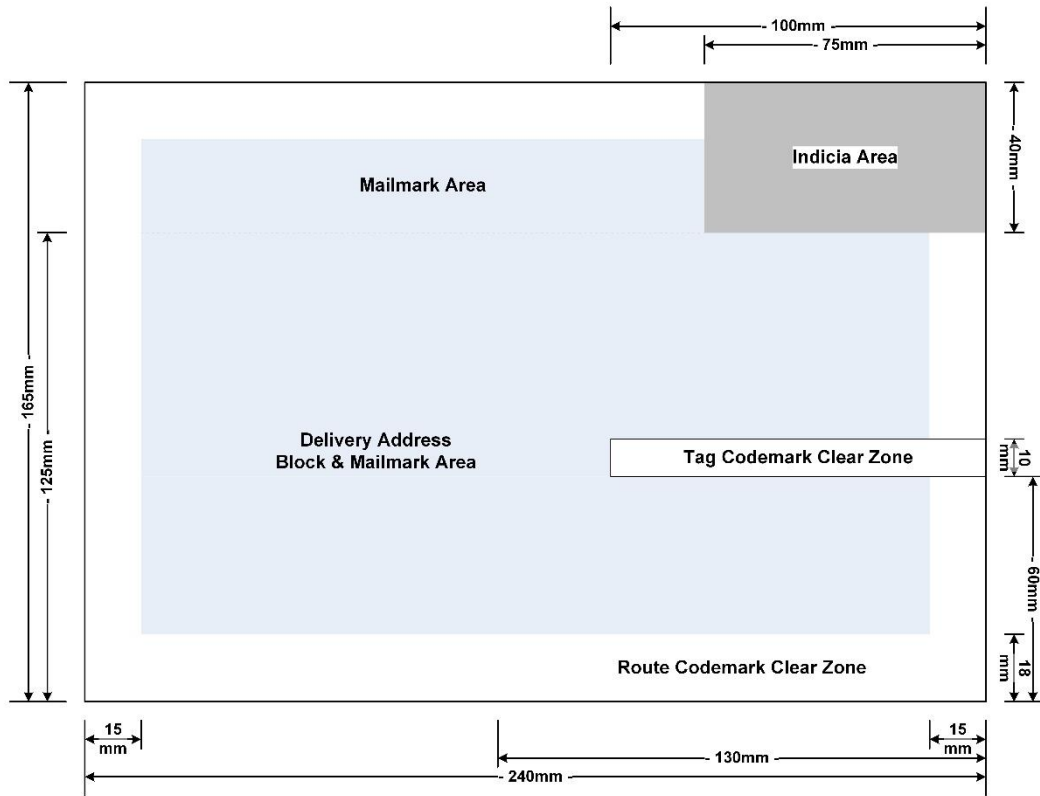 - 100mm -
- 75mm -
Indicia Area
- 40mm -
Mailmark Area
- 165mm -
- 125mm -
Delivery Address
Block & Mailmark Area
Tag Codemark Clear Zone
10
mm
- 60mm -
Route Codemark Clear Zone
18
mm
15
mm
15
mm
- 130mm -
- 240mm -